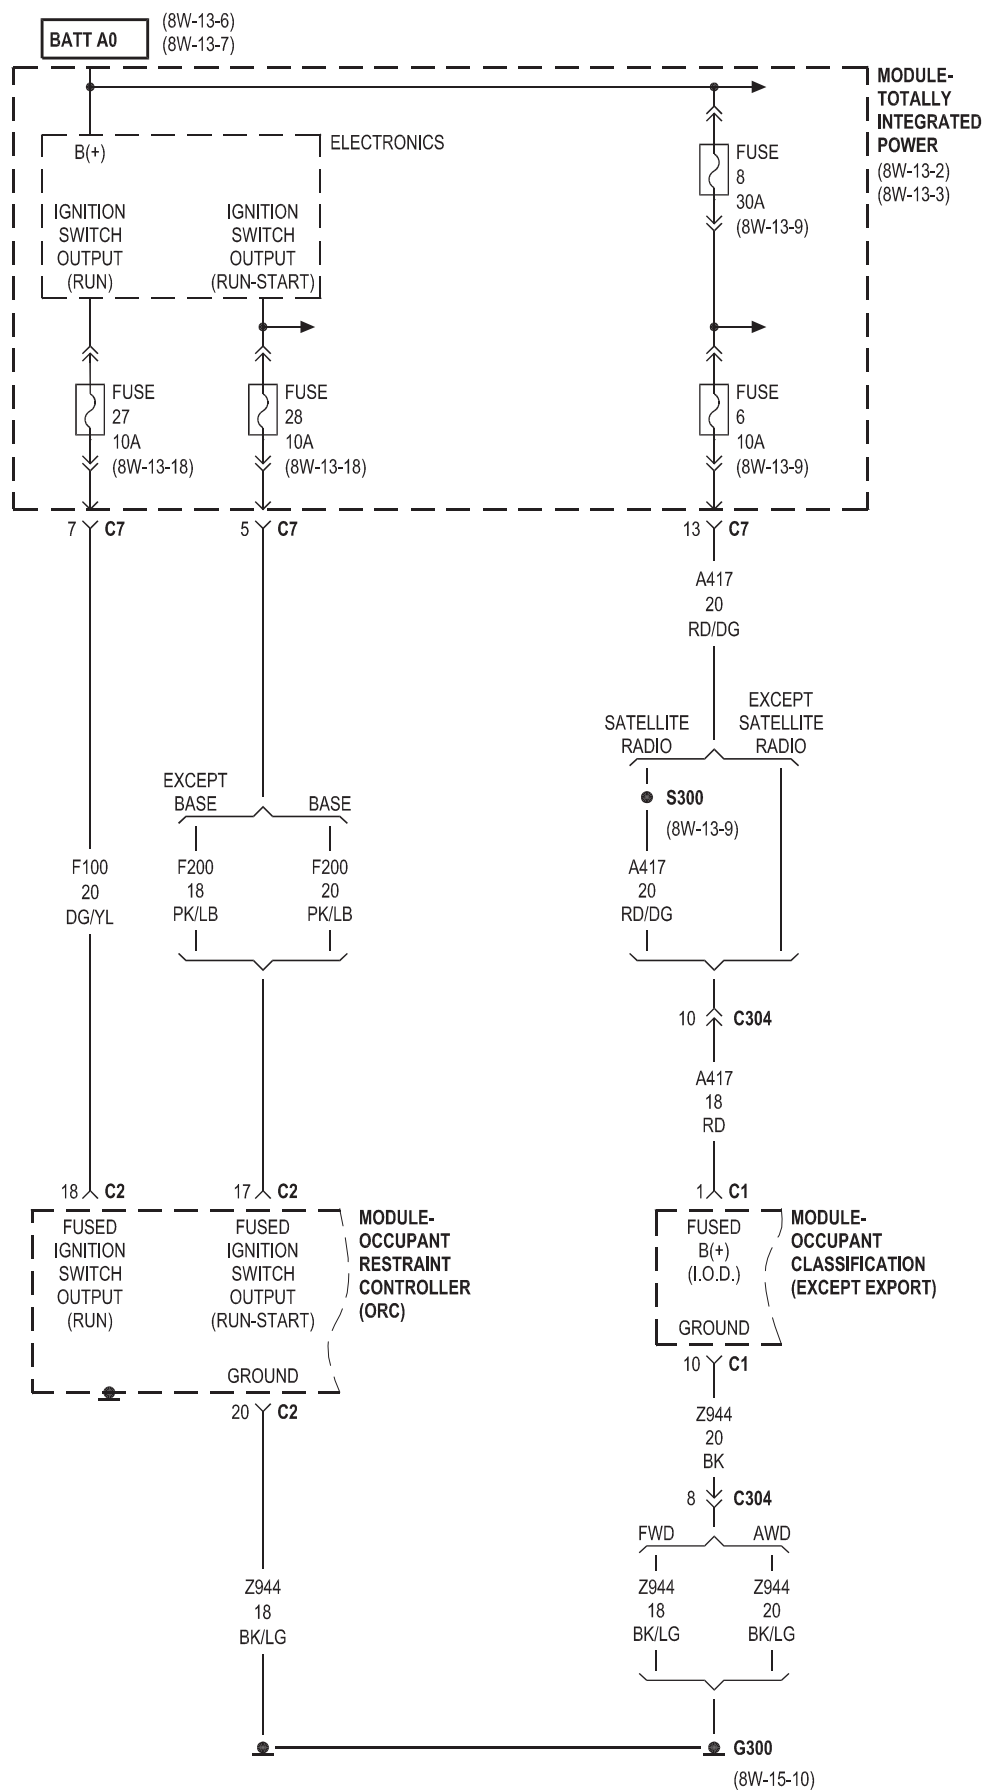 BATT A0
(8W-13-6)
(8W-13-7)
MODULE-
TOTALLY
INTEGRATED
POWER
(8W-13-2)
(8W-13-3)
ELECTRONICS
B(+)
IGNITION
SWITCH
OUTPUT
(RUN)
IGNITION
SWITCH
OUTPUT
(RUN-START)
FUSE
8
30A
(8W-13-9)
FUSE
27
10A
(8W-13-18)
FUSE
28
10A
(8W-13-18)
FUSE
6
10A
(8W-13-9)
7 C7
5 C7
13 C7
A417
20
RD/DG
SATELLITE
RADIO
EXCEPT
SATELLITE
RADIO
S300
(8W-13-9)
EXCEPT
BASE
BASE
F100
20
DG/YL
F200
18
PK/LB
F200
20
PK/LB
A417
20
RD/DG
10 C304
A417
18
RD
18 C2
17 C2
1 C1
FUSED
IGNITION
SWITCH
OUTPUT
(RUN)
FUSED
IGNITION
SWITCH
OUTPUT
(RUN-START)
GROUND
MODULE-
OCCUPANT
RESTRAINT
CONTROLLER
(ORC)
FUSED
B(+)
(I.O.D.)
GROUND
MODULE-
OCCUPANT
CLASSIFICATION
(EXCEPT EXPORT)
10 C1
20 C2
Z944
20
BK
8 C304
FWD
AWD
Z944
18
BK/LG
Z944
18
BK/LG
Z944
20
BK/LG
G300
(8W-15-10)